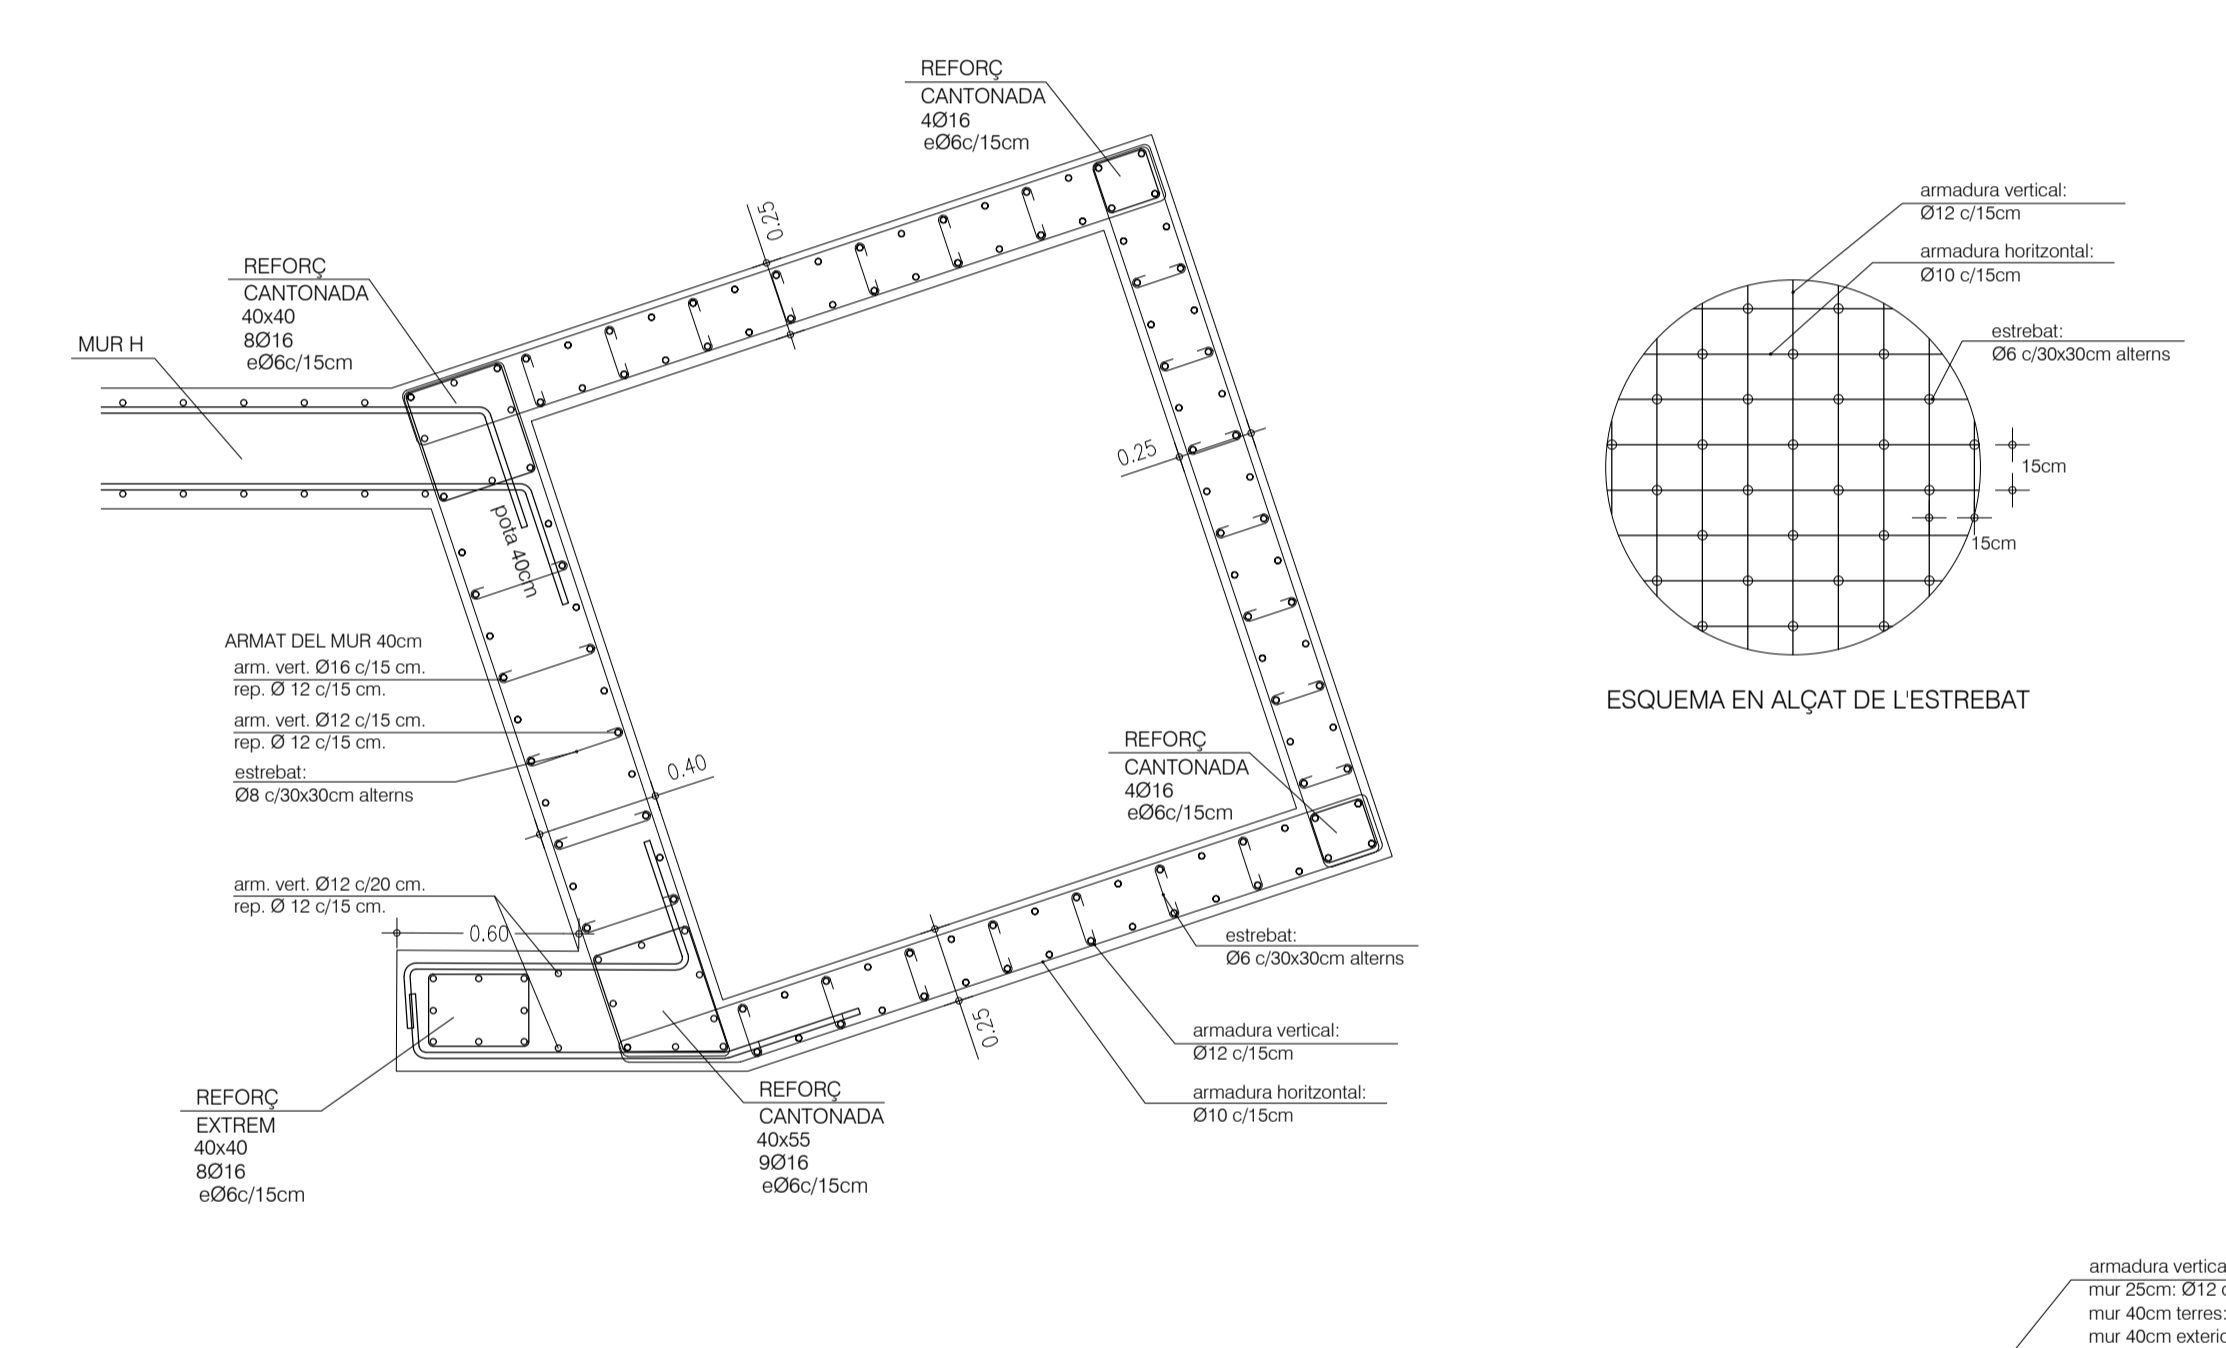 REFORÇ
CANTONADA
4Ø16
eØ6c/15cm
0.25
REFORÇ
CANTONADA
40x40
8Ø16
eØ6c/15cm
MUR H
pota 40cm
0.25
ARMAT DEL MUR 40cm
arm. vert. Ø16 c/15 cm.
rep. Ø 12 c/15 cm.
arm. vert. Ø12 c/15 cm.
rep. Ø 12 c/15 cm.
estrebat:
Ø8 c/30x30cm alterns
0.40
REFORÇ
CANTONADA
4Ø16
eØ6c/15cm
arm. vert. Ø12 c/20 cm.
rep. Ø 12 c/15 cm.
0.60
estrebat:
Ø6 c/30x30cm alterns
0.25
armadura vertical:
Ø12 c/15cm
armadura horitzontal:
Ø10 c/15cm
REFORÇ
EXTREM
40x40
8Ø16
eØ6c/15cm
REFORÇ
CANTONADA
40x55
9Ø16
eØ6c/15cm
armadura vertical:
Ø12 c/15cm
armadura horitzontal:
Ø10 c/15cm
estrebat:
Ø6 c/30x30cm alterns
15cm
15cm
ESQUEMA EN ALÇAT DE L'ESTREBAT
armadura vertica
mur 25cm: Ø12 c
mur 40cm terres:
mur 40cm exterio